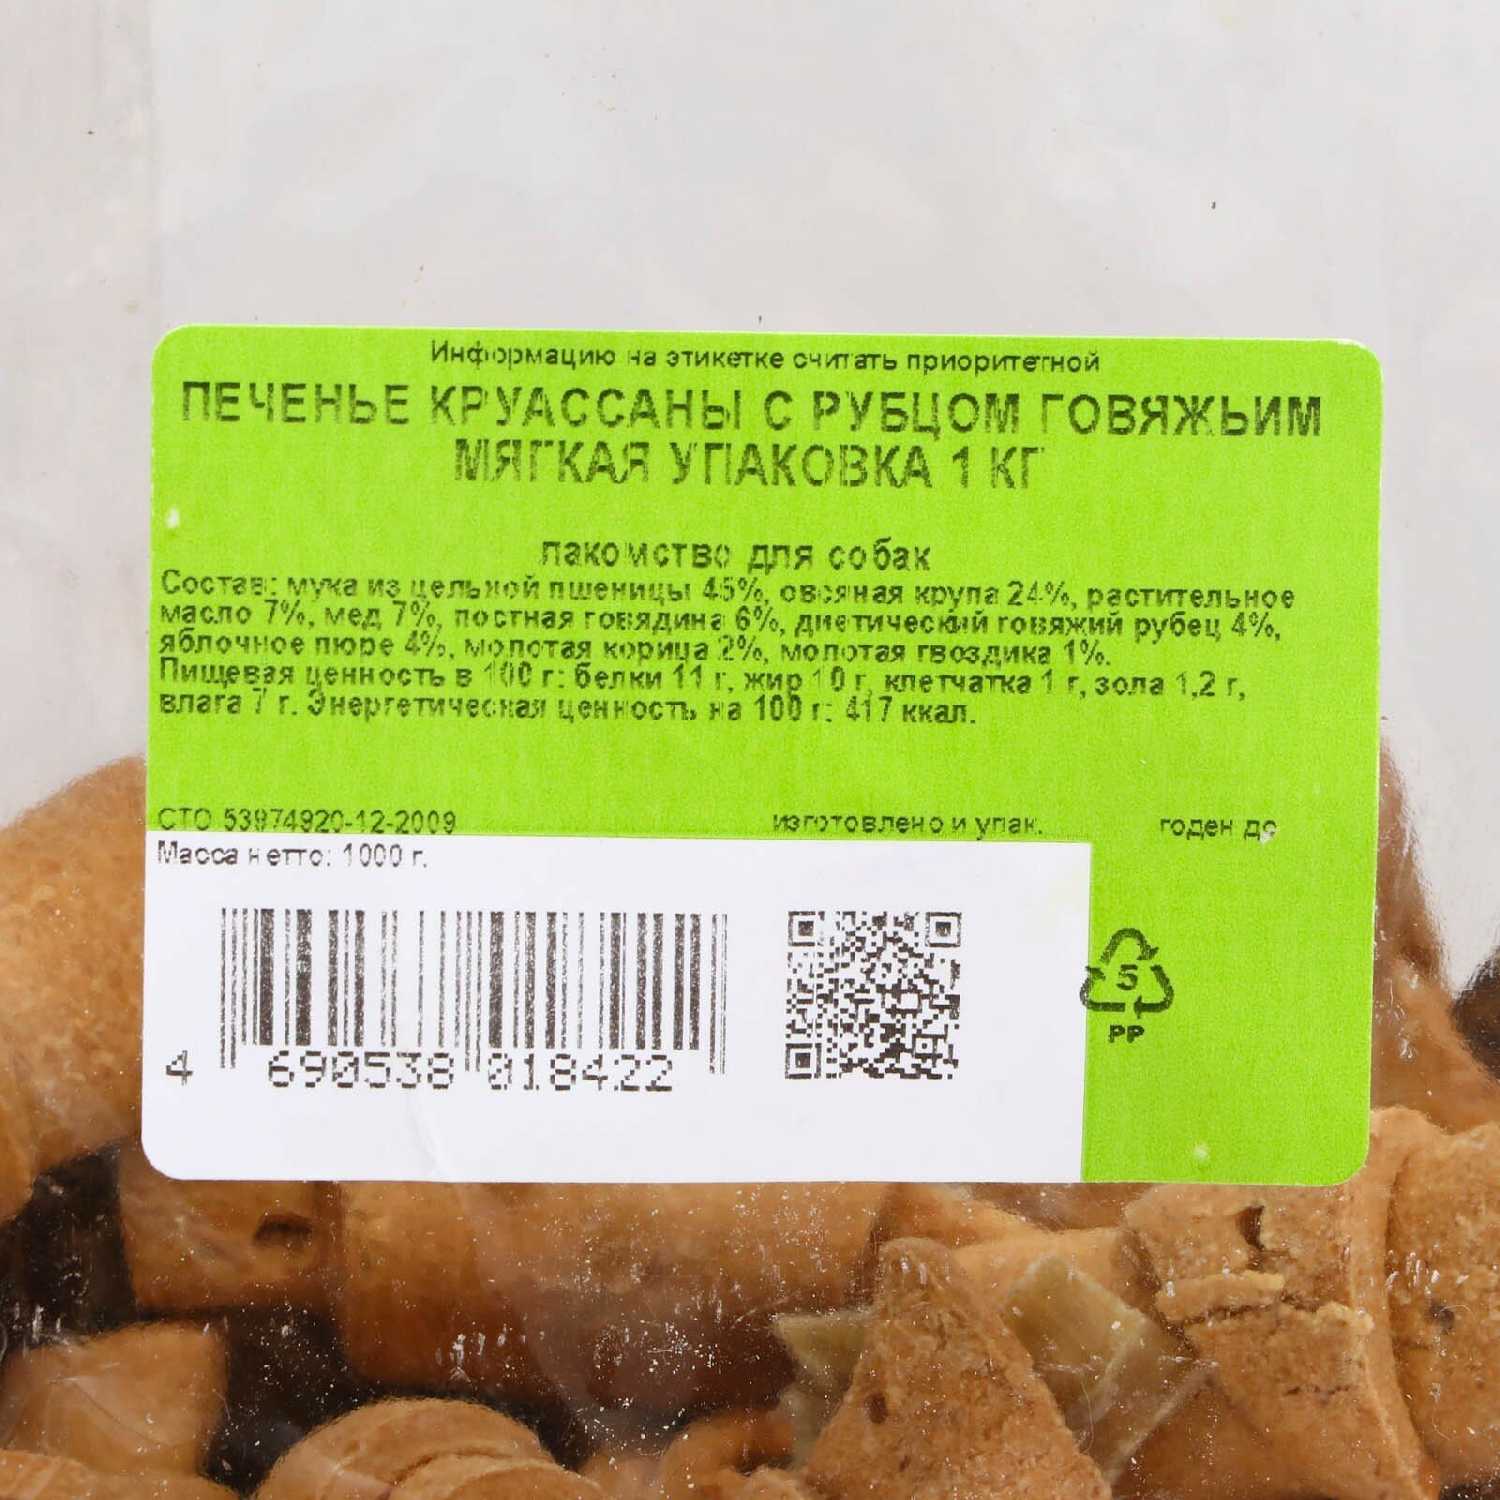 Информацию на этикетке считать приоритетной
ПЕЧЕНЬЕ КРУАССАНЫ С РУБЦОМ ГОВЯЖЬИМ
МЯГКАЯ УПАКОВКА 1 КГ
лакомство для собак
Состав: мука из цельной пшеницы 45%, овсяная крупа 24%, растительное
масло 7%, мед 7%, постная говядина 6%, диетический говяжий рубец 4%,
яблочное пюре 4%, молотая корица 2%, молотая гвоздика 1%.
Пищевая ценность в 100 г: белки 11 г, жир 10 г, клетчатка 1 г, зола 1,2 г,
влага 7 г. Энергетическая ценность на 100 г: 417 ккал.
СТО 53974920-12-2009 изготовлено и упак. годен до
Масса нетто: 1000 г.
4 690538 018422
5
PP